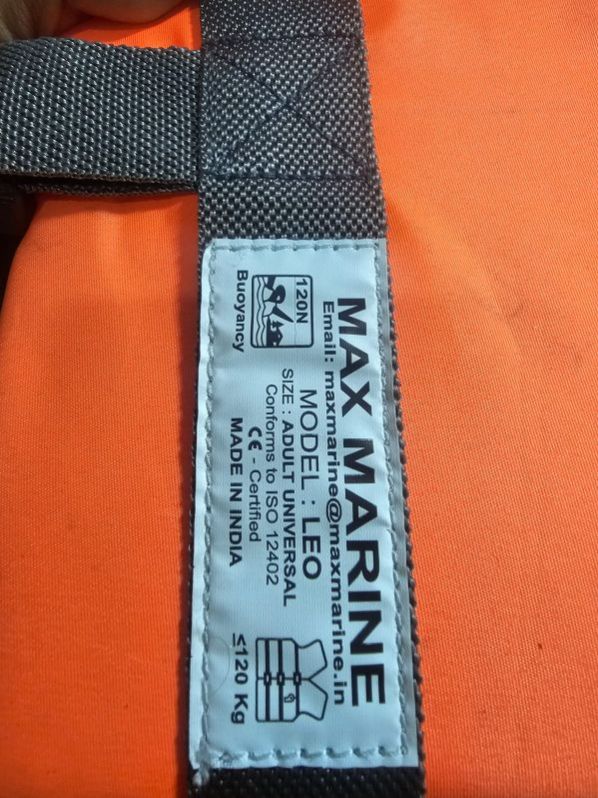 MAX MARINE
Email: maxmarine@maxmarine.in
120N
Buoyancy
MODEL : LEO
SIZE : ADULT UNIVERSAL
Conforms to ISO 12402
CE - Certified
MADE IN INDIA
≤120 Kg